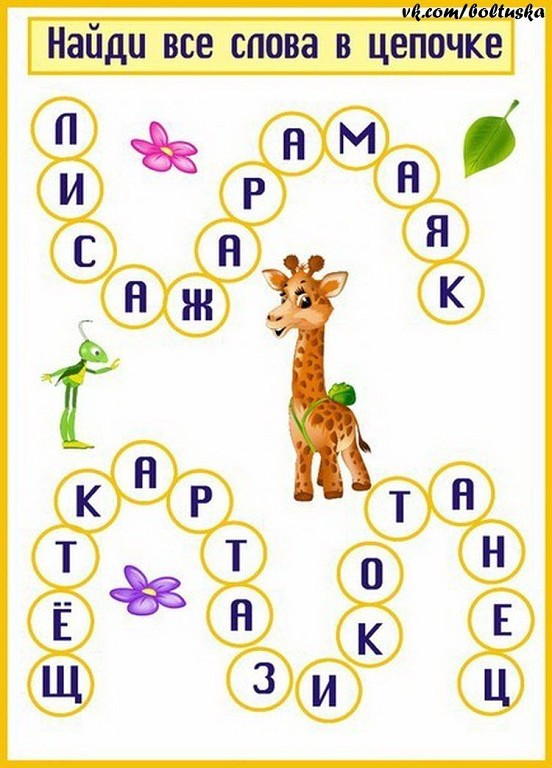 vk.com/boltuska
Найди все слова в цепочке
ЛИСАЖАРАМАЯК
ЩЁТКАРТАЗИКОТАНЕЦ